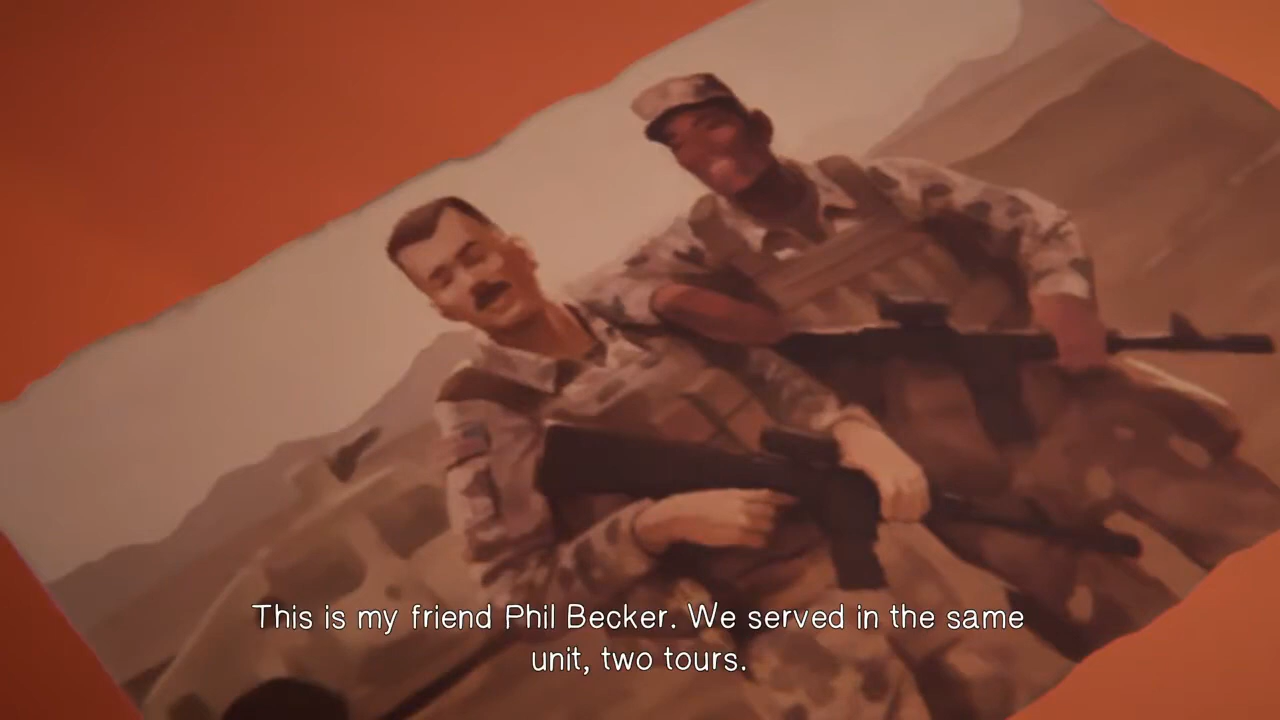 This is my friend Phil Becker. We served in the same
unit, two tours.